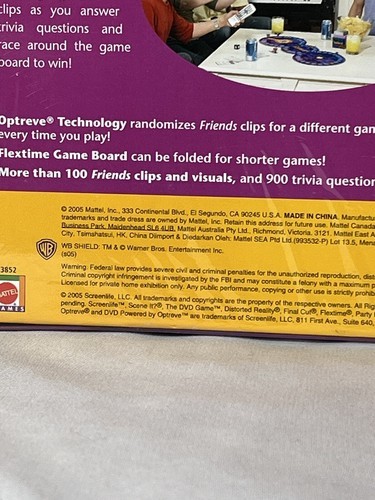 clips as you answer
trivia questions and
race around the game
board to win!
Optreve® Technology randomizes Friends clips for a different gam
every time you play!
Flextime Game Board can be folded for shorter games!
More than 100 Friends clips and visuals, and 900 trivia question
© 2005 Mattel, Inc., 333 Continental Blvd., El Segundo, CA 90245 U.S.A. MADE IN CHINA. Manufactu
trademarks and trade dress are owned by Mattel, Inc. Retain this address for future use. Mattel Canada
Business Park, Maidenhead SL6 4UB. Mattel Australia Pty Ltd., Richmond, Victoria. 3121. Mattel East A
City, Tsimshatsui, HK, China Diimport & Diedarkan Oleh: Mattel SEA Ptd Ltd.(993532-P) Lot 13.5, Mena
WB
WB SHIELD: TM & © Warner Bros. Entertainment Inc.
(s05)
Warning: Federal law provides severe civil and criminal penalties for the unauthorized reproduction, dist
Criminal copyright infringement is investigated by the FBI and may constitute a felony with a maximum p
Licensed for private home exhibition only. Any public performance, copying or other use is strictly prohib
3852
MATTEL
GAMES
© 2005 Screenlife, LLC. All trademarks and copyrights are the property of the respective owners. All Rig
Screenlife™, Scene It?®, The DVD Game™, Distorted Reality®, Final Cut®, Flextime®, Party
Optreve® and DVD Powered by Optreve™ are trademarks of Screenlife, LLC, 811 First Ave., Suite 640,